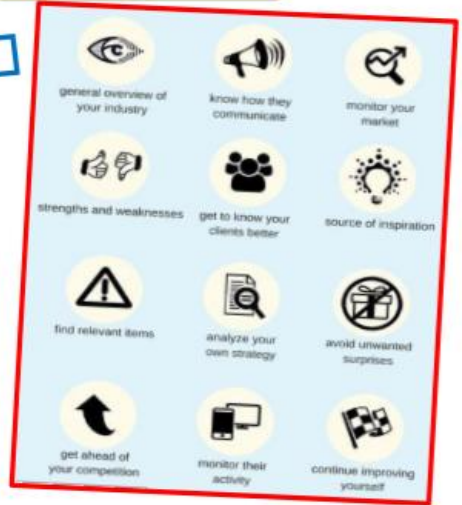 general overview of
your industry
know how they
communicate
monitor your
market
strengths and weaknesses
get to know your
clients better
source of inspiration
find relevant items
analyze your
own strategy
avoid unwanted
surprises
get ahead of
your competition
monitor their
activity
continue improving
yourself